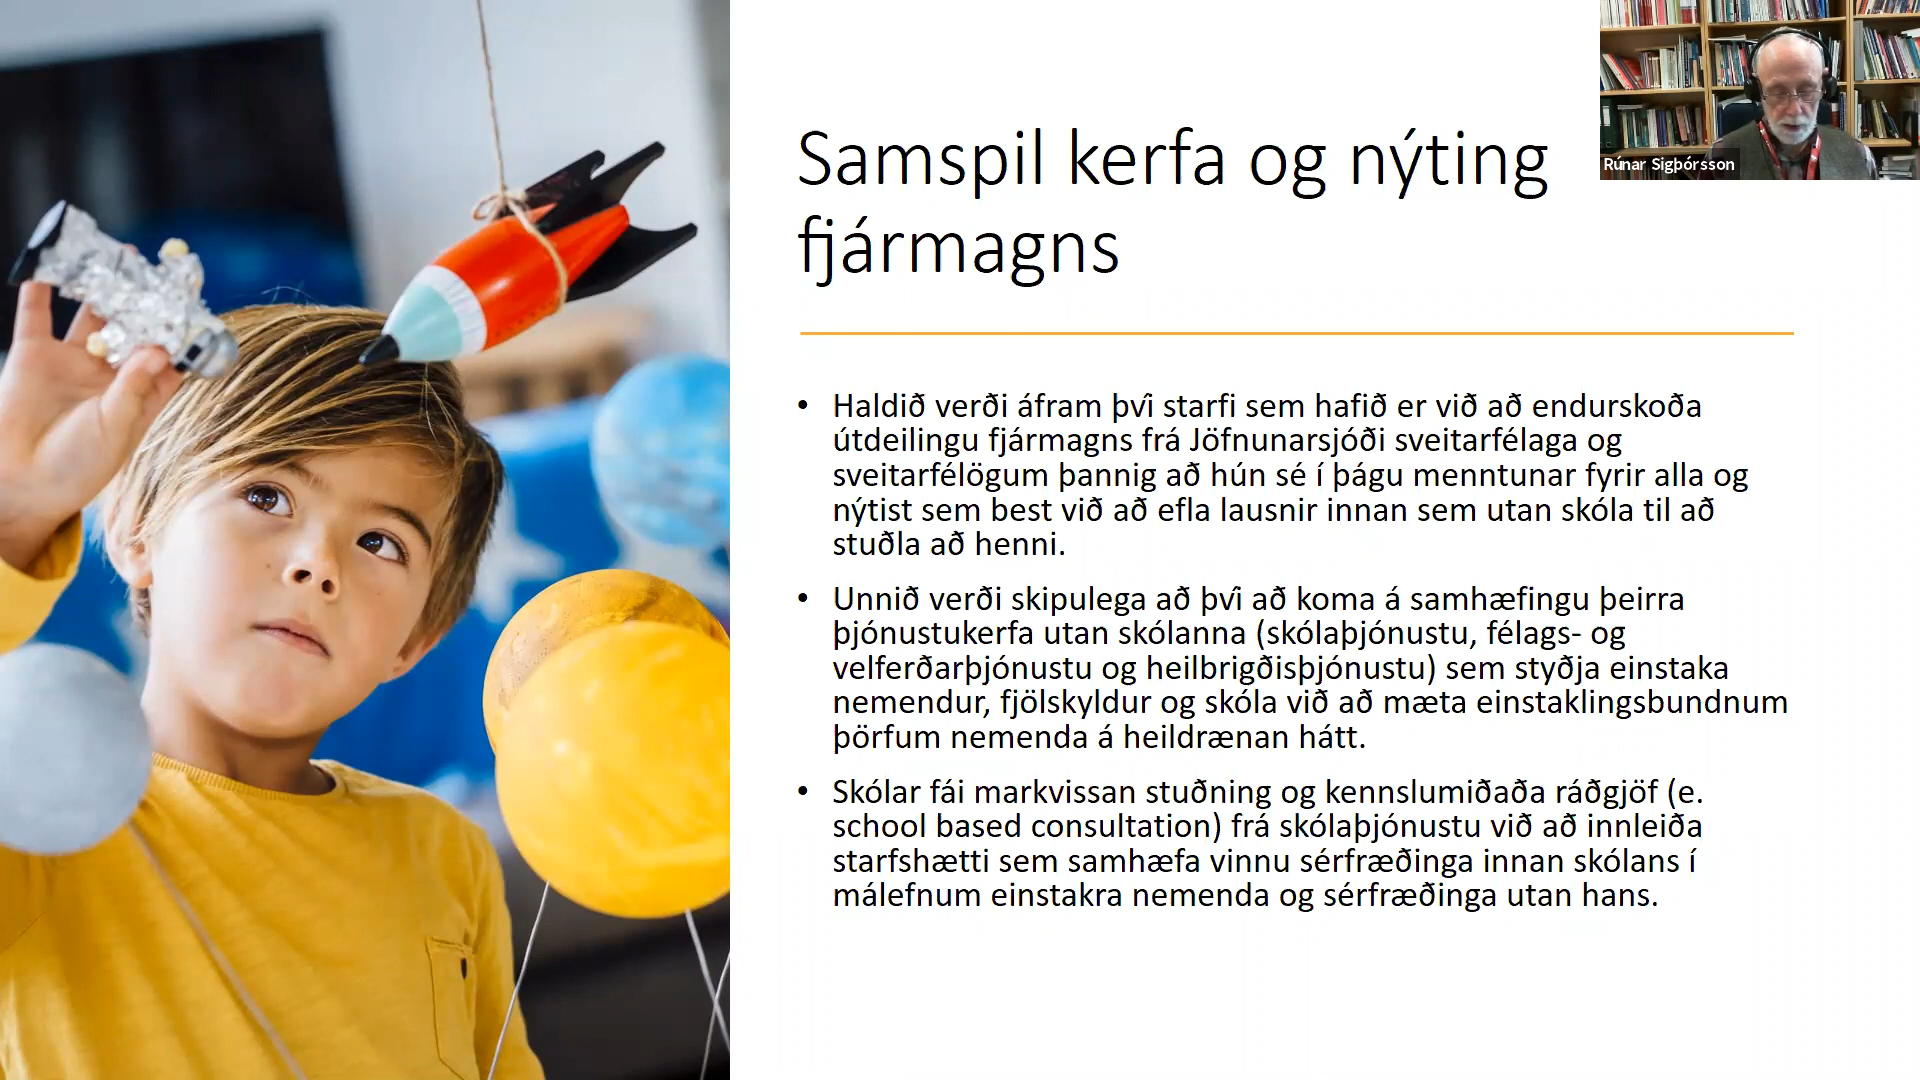 Samspil kerfa og nýting
fjármagns
Rúnar Sigþórsson
• Haldið verði áfram því starfi sem hafið er við að endurskoða
útdeilingu fjármagns frá Jöfnunarsjóði sveitarfélaga og
sveitarfélögum þannig að hún sé í þágu menntunar fyrir alla og
nýtist sem best við að efla lausnir innan sem utan skóla til að
stuðla að henni.
• Unnið verði skipulega að því að koma á samhæfingu þeirra
þjónustukerfa utan skólanna (skólaþjónustu, félags- og
velferðarþjónustu og heilbrigðisþjónustu) sem styðja einstaka
nemendur, fjölskyldur og skóla við að mæta einstaklingsbundnum
þörfum nemenda á heildrænan hátt.
• Skólar fái markvissan stuðning og kennslumiðaða ráðgjöf (e.
school based consultation) frá skólaþjónustu við að innleiða
starfshætti sem samhæfa vinnu sérfræðinga innan skólans í
málefnum einstakra nemenda og sérfræðinga utan hans.